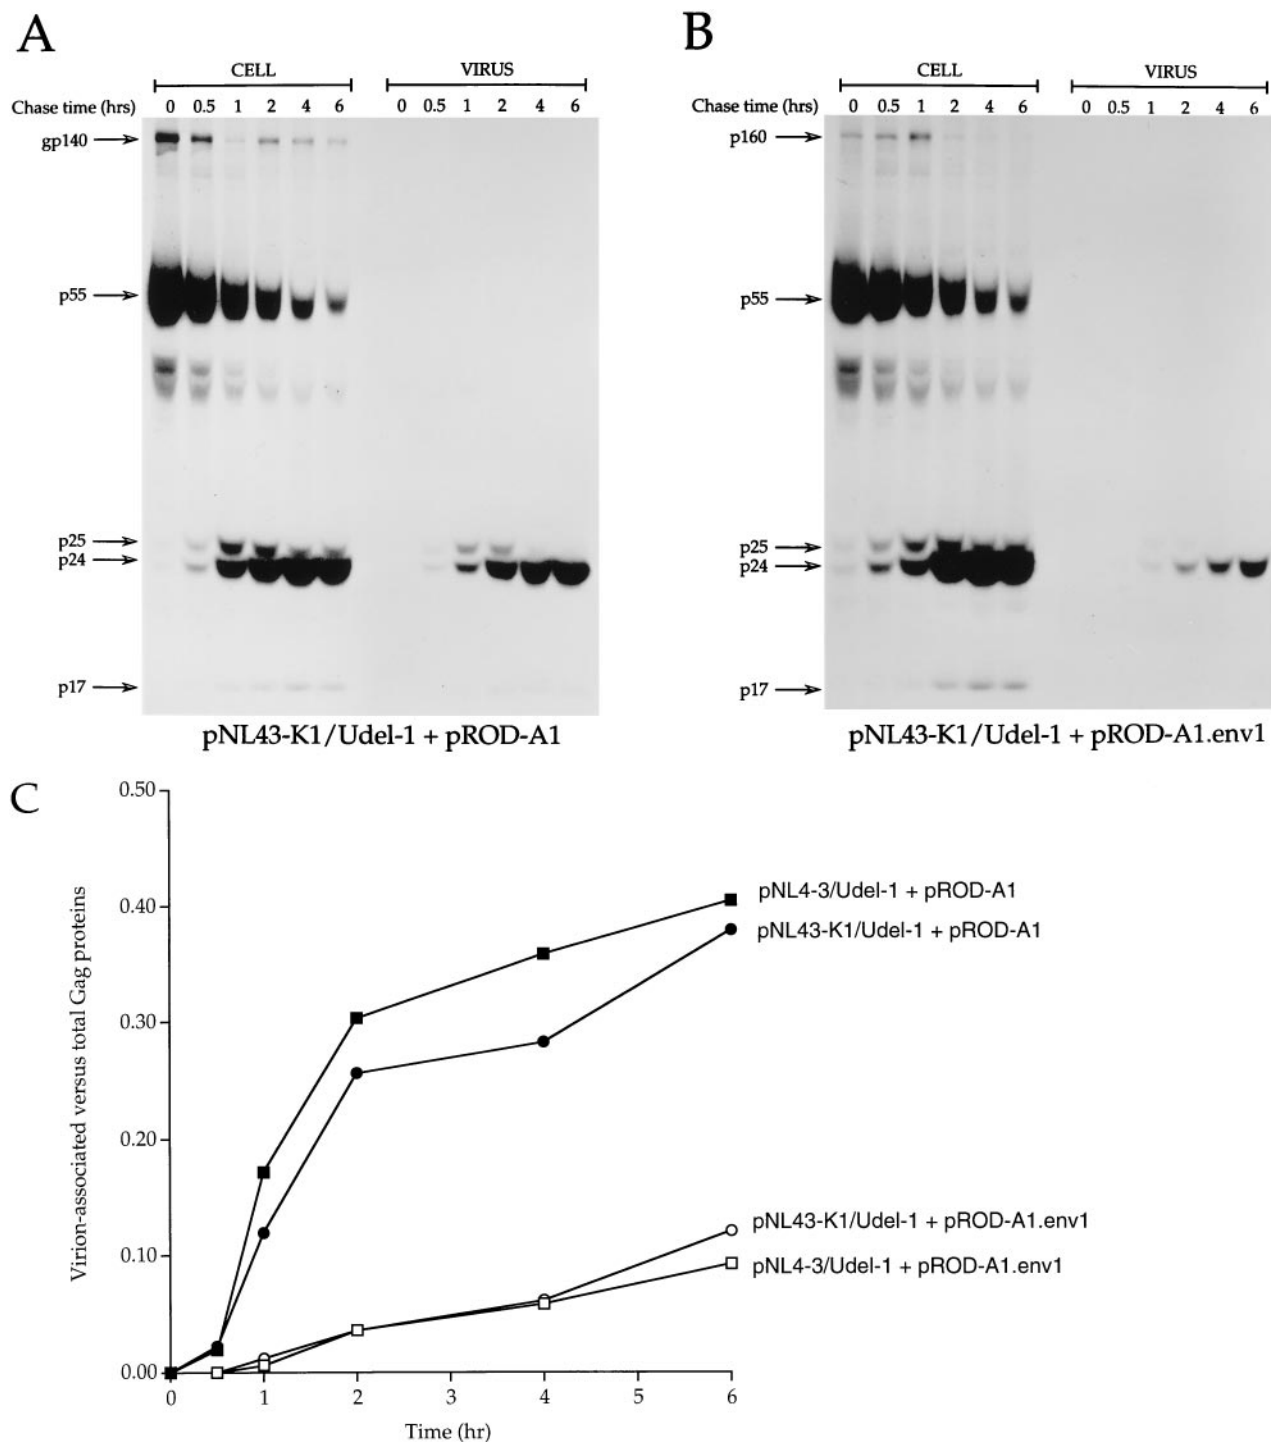 A
CELL VIRUS
Chase time (hrs) 0 0.5 1 2 4 6 0 0.5 1 2 4 6
gp140
p55
p25
p24
p17
pNL43-K1/Udel-1 + pROD-A1
B
CELL VIRUS
Chase time (hrs) 0 0.5 1 2 4 6 0 0.5 1 2 4 6
p160
p55
p25
p24
p17
pNL43-K1/Udel-1 + pROD-A1.env1
C
Virion-associated versus total Gag proteins
0.50
0.40
0.30
0.20
0.10
0.00
pNL4-3/Udel-1 + pROD-A1
pNL43-K1/Udel-1 + pROD-A1
pNL43-K1/Udel-1 + pROD-A1.env1
pNL4-3/Udel-1 + pROD-A1.env1
0 1 2 3 4 5 6
Time (hr)